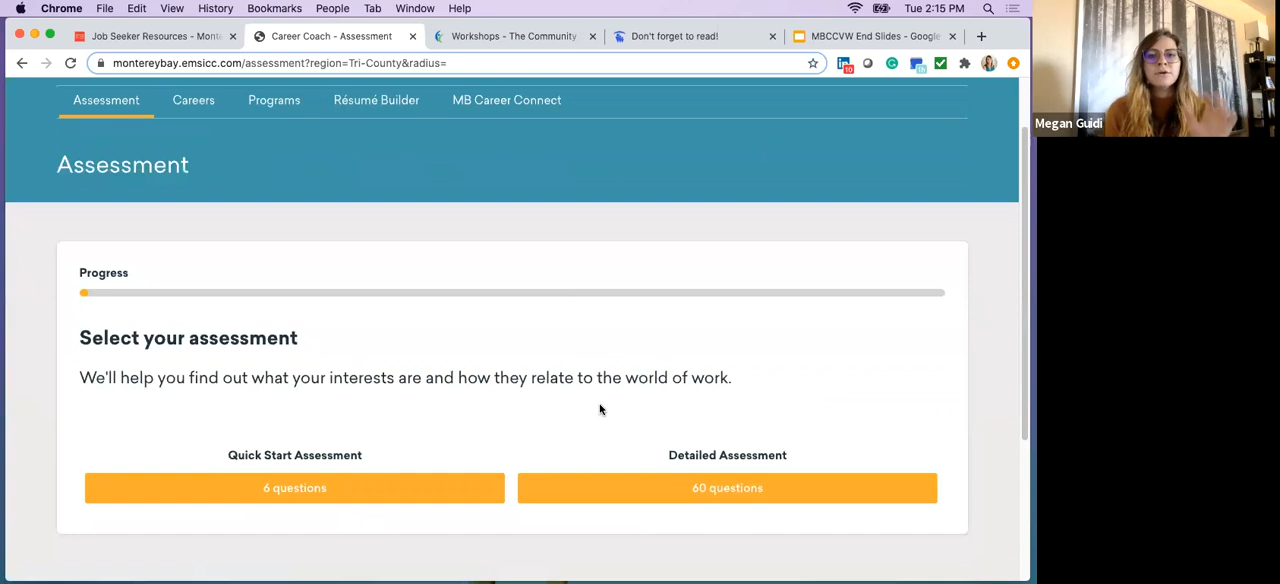 Chrome File Edit View History Bookmarks People Tab Window Help Tue 2:15 PM
Job Seeker Resources - Monte Career Coach - Assessment Workshops - The Community Don't forget to read! MBCCVW End Slides - Google
montereybay.emsicc.com/assessment?region=Tri-County&radius=
10
Megan Guidi
Assessment Careers Programs Résumé Builder MB Career Connect
Assessment
Progress
Select your assessment
We'll help you find out what your interests are and how they relate to the world of work.
Quick Start Assessment Detailed Assessment
6 questions 60 questions